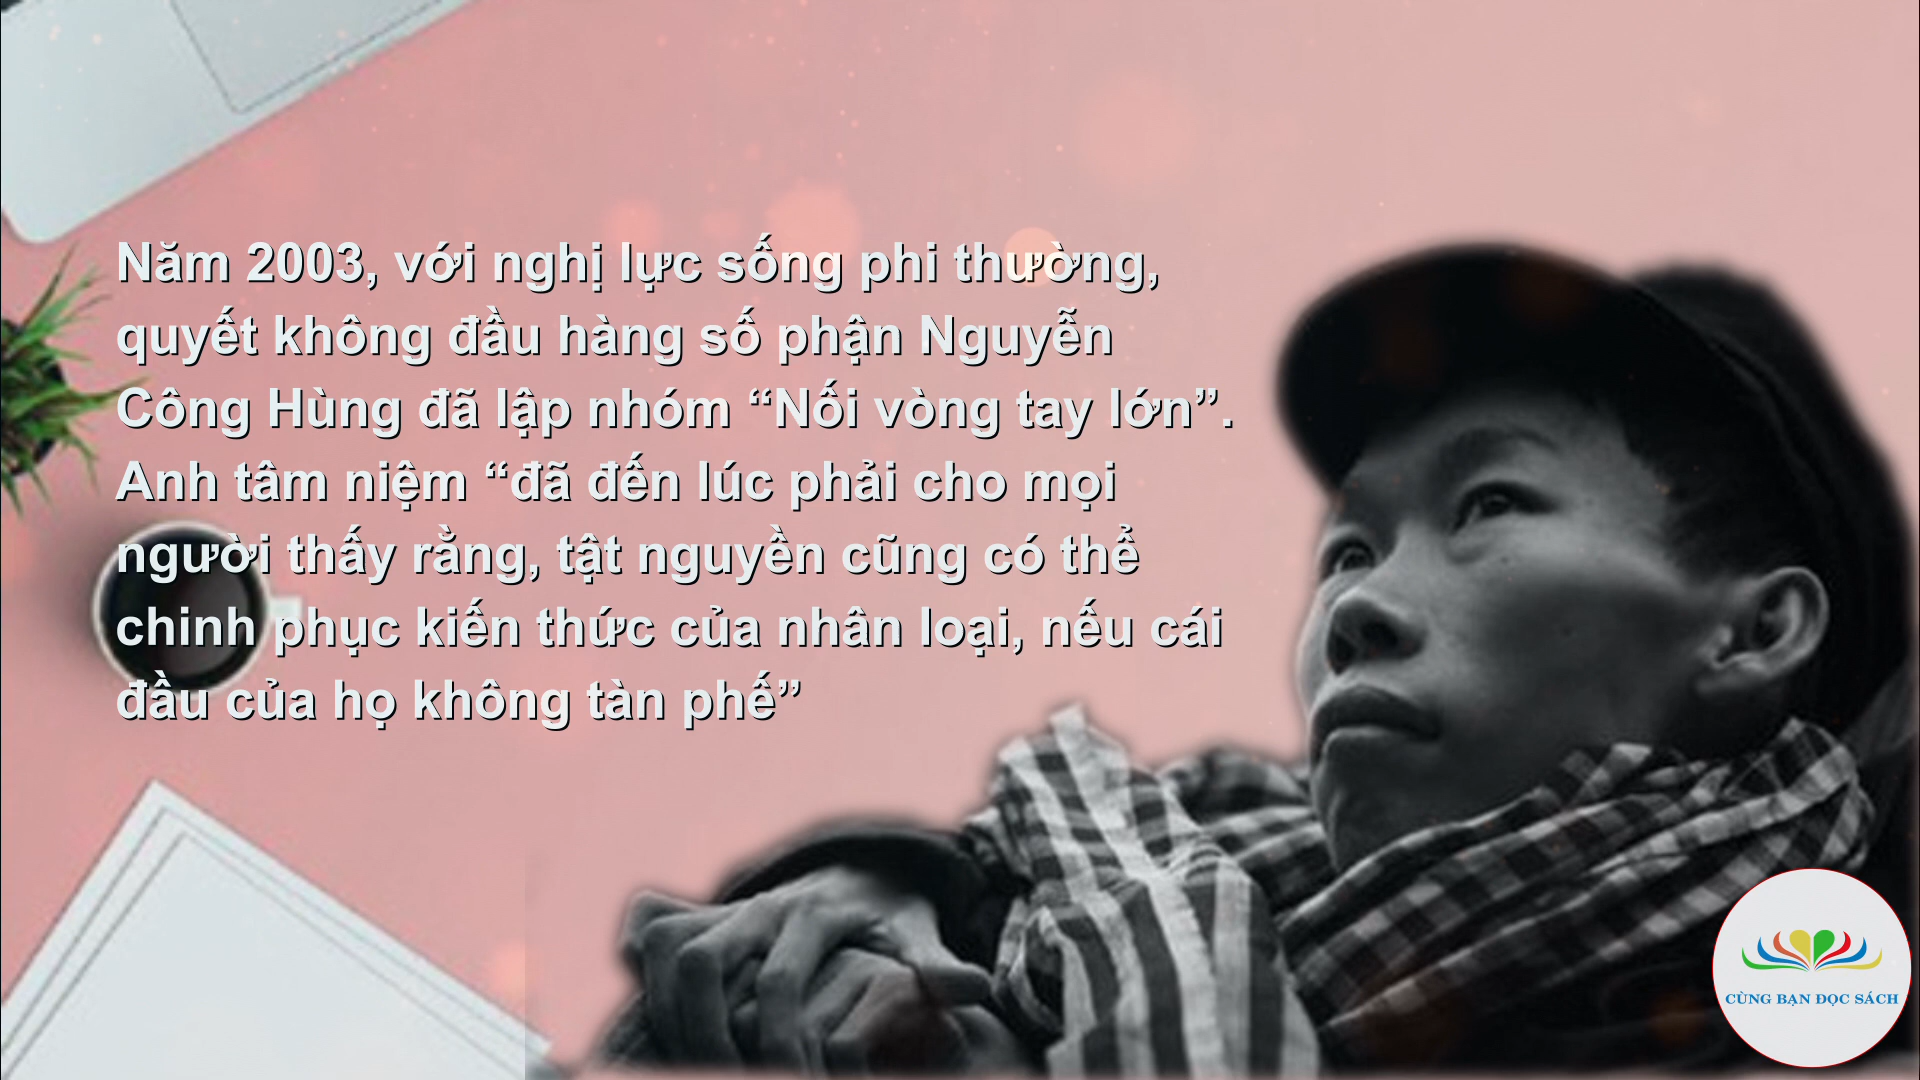 Năm 2003, với nghị lực sống phi thường,
quyết không đầu hàng số phận Nguyễn
Công Hùng đã lập nhóm “Nối vòng tay lớn”.
Anh tâm niệm “đã đến lúc phải cho mọi
người thấy rằng, tật nguyền cũng có thể
chinh phục kiến thức của nhân loại, nếu cái
đầu của họ không tàn phế”
CÙNG BẠN ĐỌC SÁCH